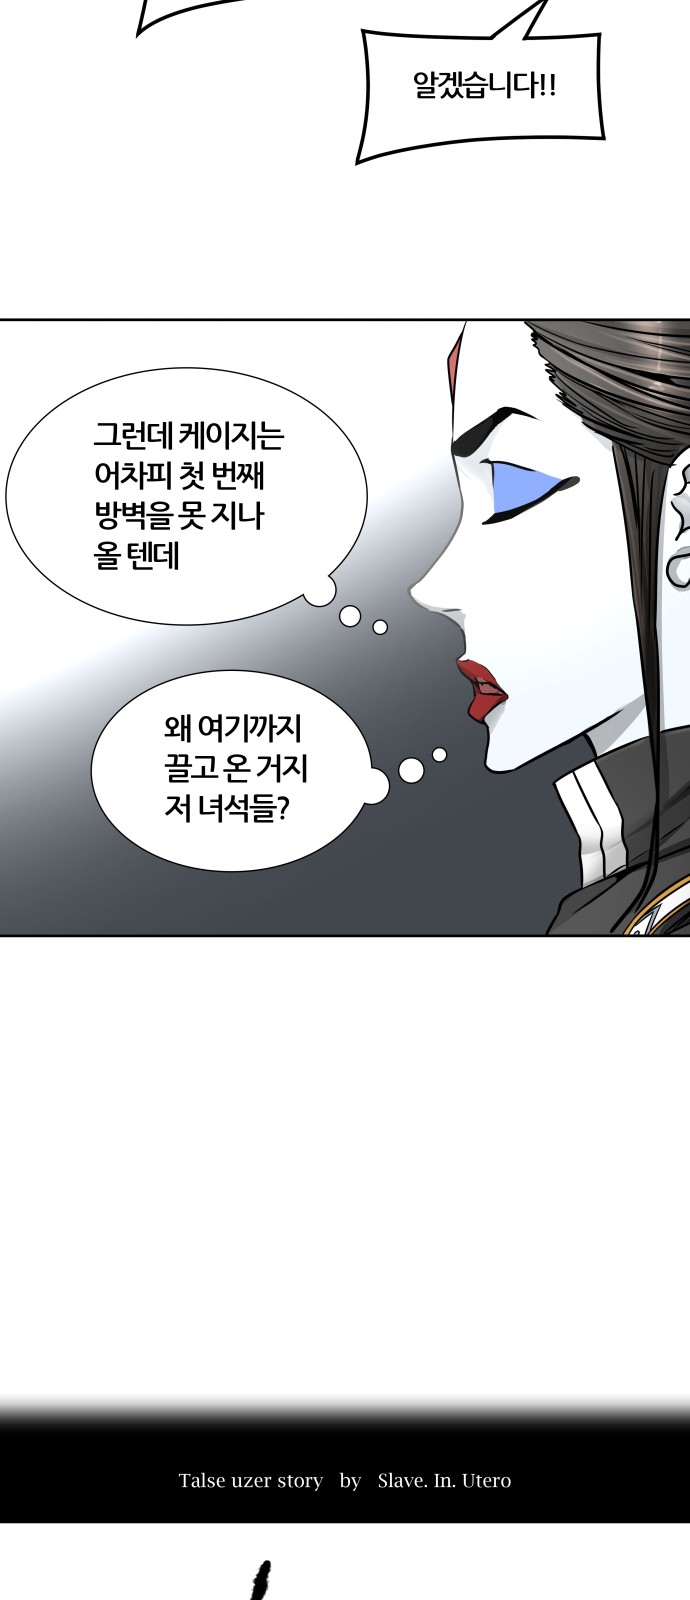 알겠습니다!!
그런데 케이지는
어차피 첫 번째
방벽을 못 지나
올 텐데
왜 여기까지
끌고 온 거지
저 녀석들?
Talse uzer story by Slave. In. Utero